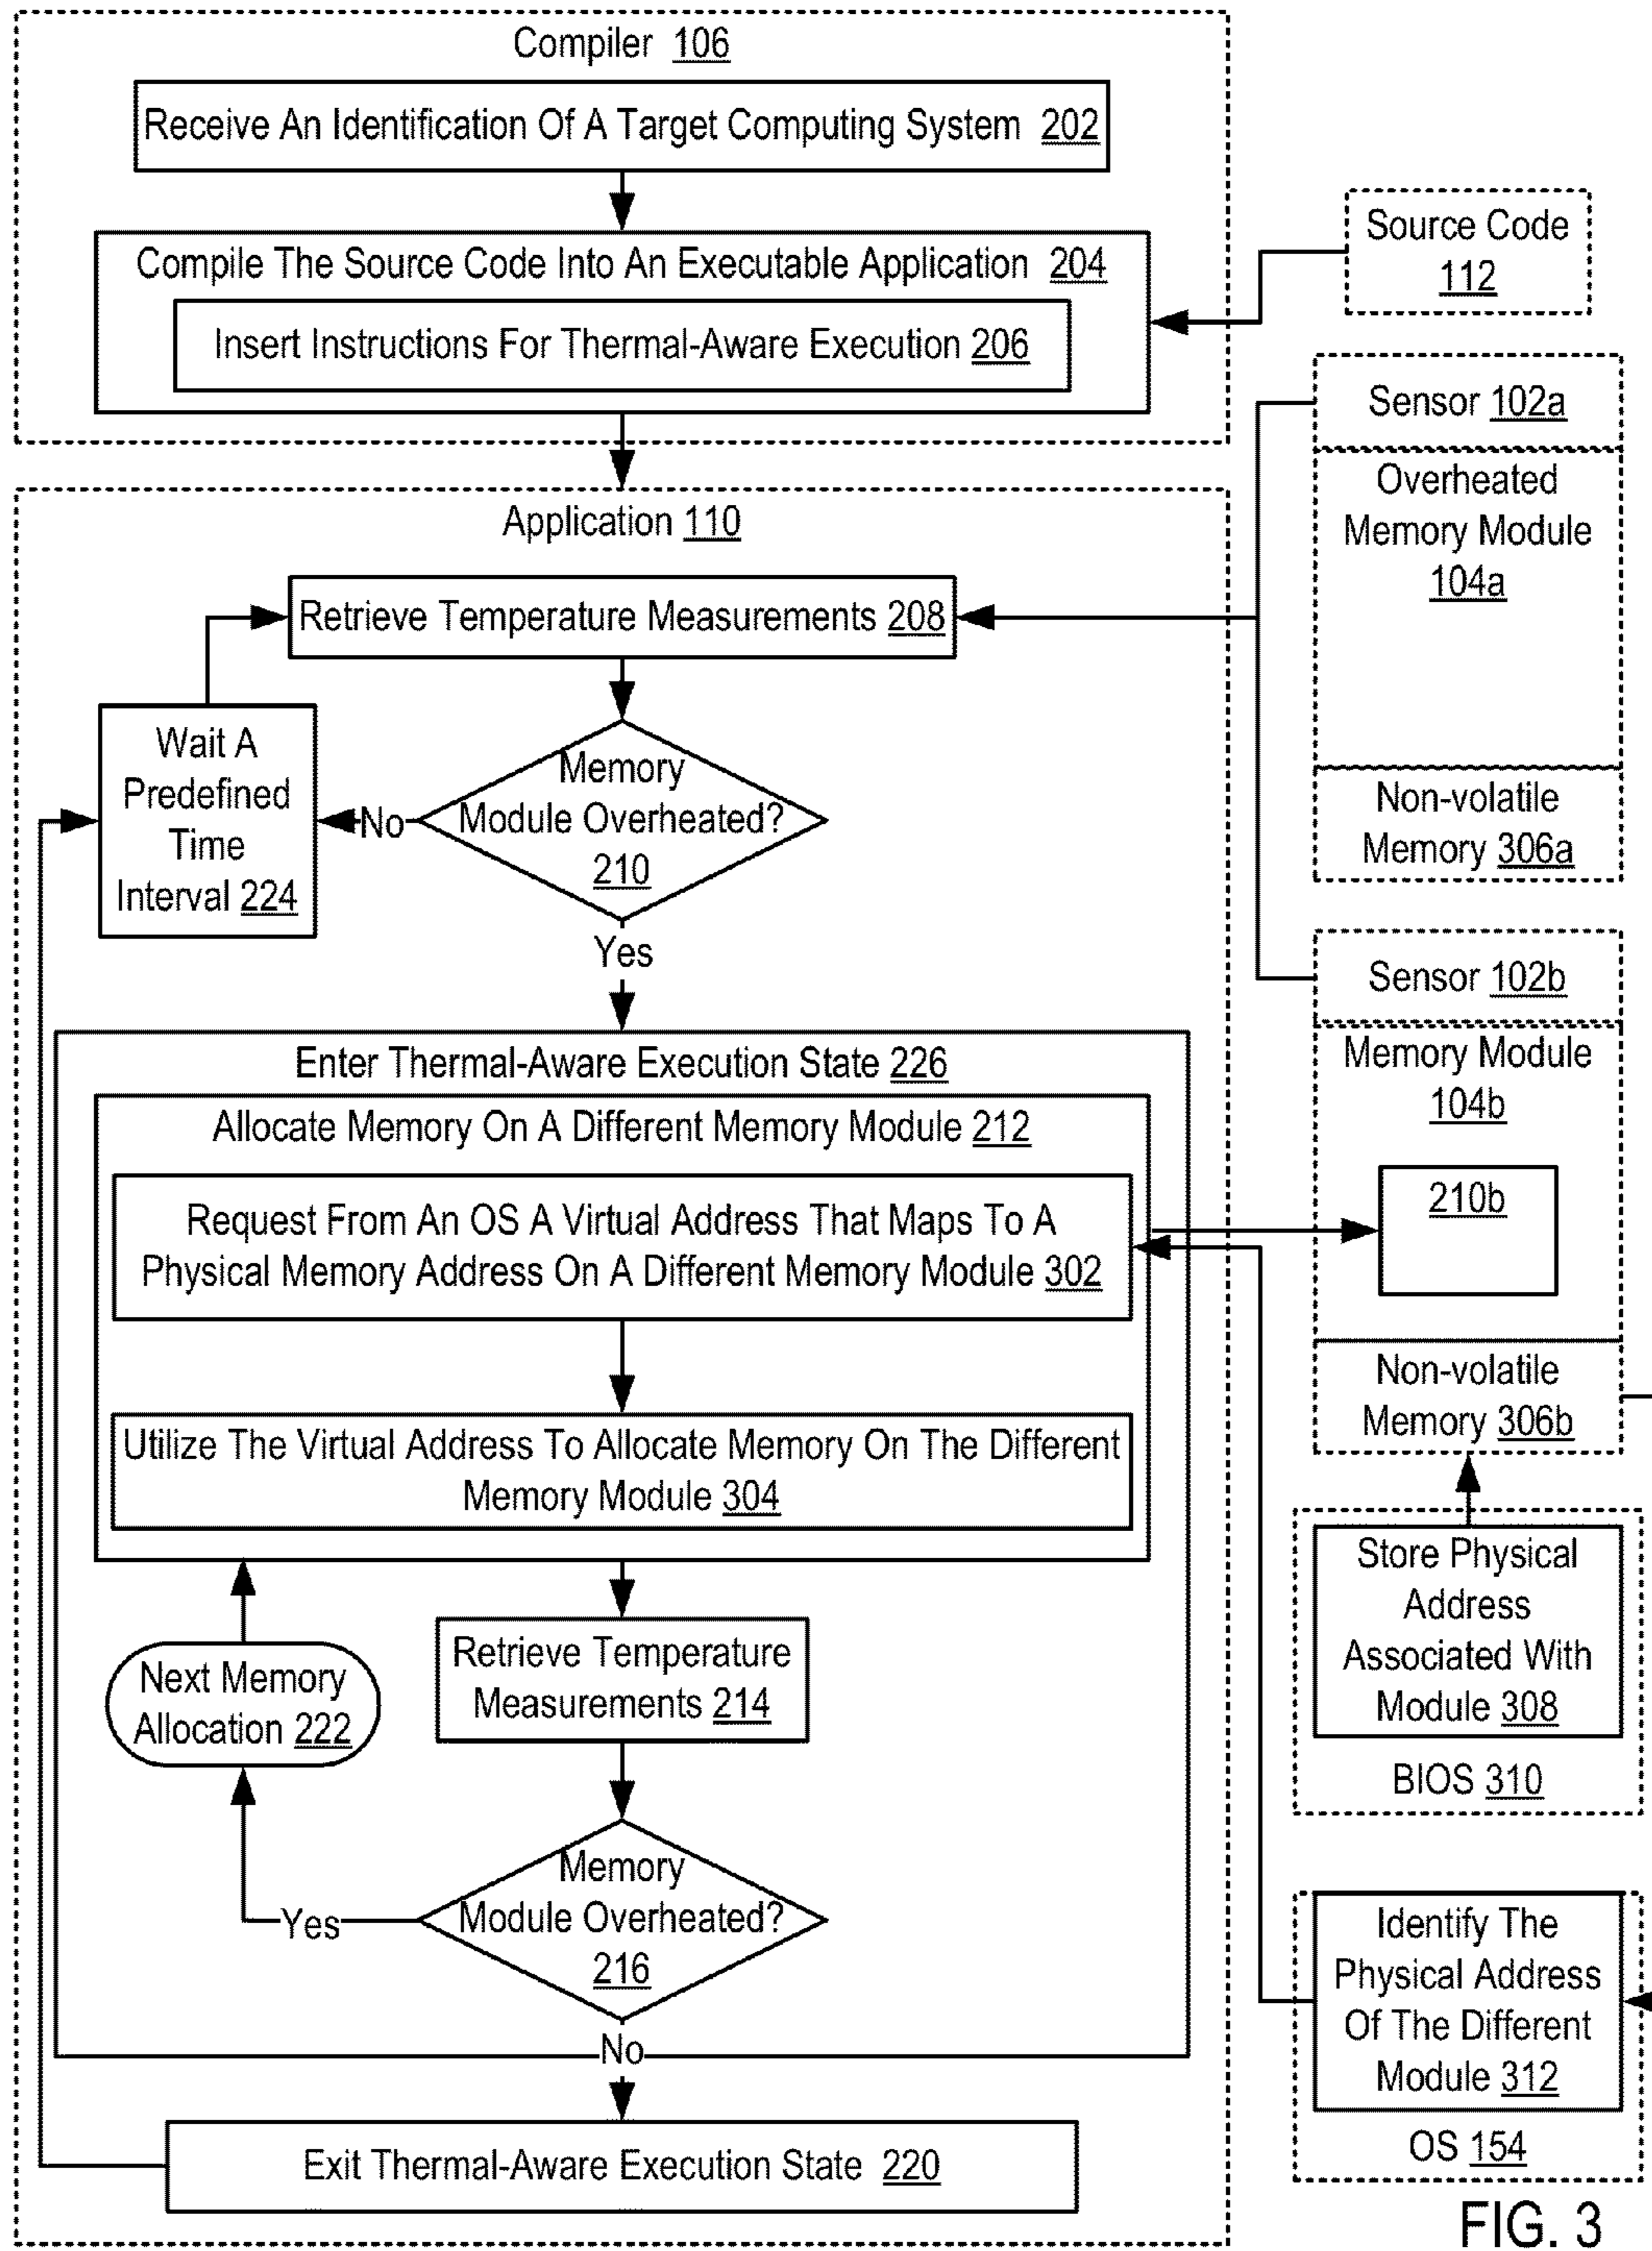 Compiler 106
Receive An Identification Of A Target Computing System 202
Compile The Source Code Into An Executable Application 204
Insert Instructions For Thermal-Aware Execution 206
Source Code
112
Sensor 102a
Overheated
Memory Module
104a
Non-volatile
Memory 306a
Application 110
Retrieve Temperature Measurements 208
Wait A
Predefined
Time
Interval 224
No
Memory
Module Overheated?
210
Yes
Sensor 102b
Memory Module
104b
210b
Non-volatile
Memory 306b
Enter Thermal-Aware Execution State 226
Allocate Memory On A Different Memory Module 212
Request From An OS A Virtual Address That Maps To A
Physical Memory Address On A Different Memory Module 302
Utilize The Virtual Address To Allocate Memory On The Different
Memory Module 304
Store Physical
Address
Associated With
Module 308
BIOS 310
Next Memory
Allocation 222
Retrieve Temperature
Measurements 214
Yes
Memory
Module Overheated?
216
No
Identify The
Physical Address
Of The Different
Module 312
OS 154
Exit Thermal-Aware Execution State 220
FIG. 3